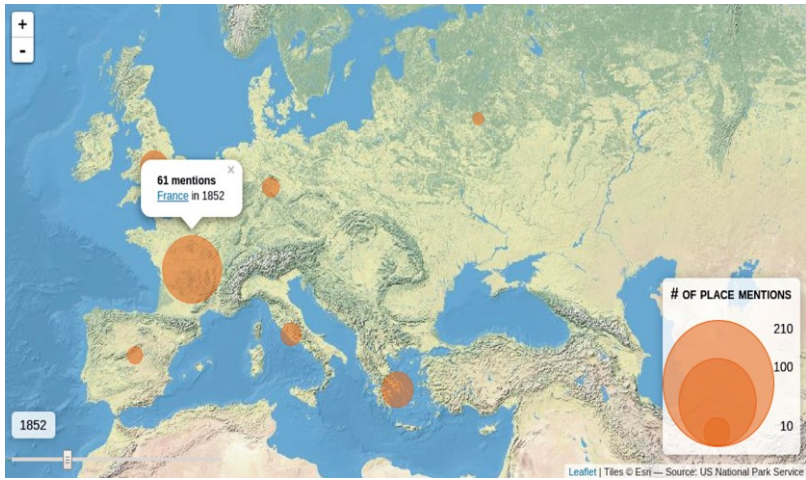 +
-
×
61 mentions
France in 1852
# OF PLACE MENTIONS
210
100
10
1852
Leaflet | Tiles © Esri — Source: US National Park Service